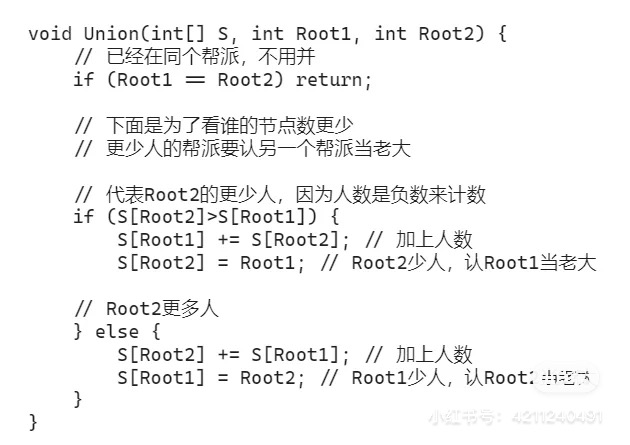 void Union(int[] S, int Root1, int Root2) {
// 已经在同个帮派，不用并
if (Root1 == Root2) return;
// 下面是为了看谁的节点数更少
// 更少人的帮派要认另一个帮派当老大
// 代表Root2的更少人，因为人数是负数来计数
if (S[Root2]>S[Root1]) {
S[Root1] += S[Root2]; // 加上人数
S[Root2] = Root1; // Root2少人，认Root1当老大
// Root2更多人
} else {
S[Root2] += S[Root1]; // 加上人数
S[Root1] = Root2; // Root1少人，认Root2
}
}
小红书号：4211240491